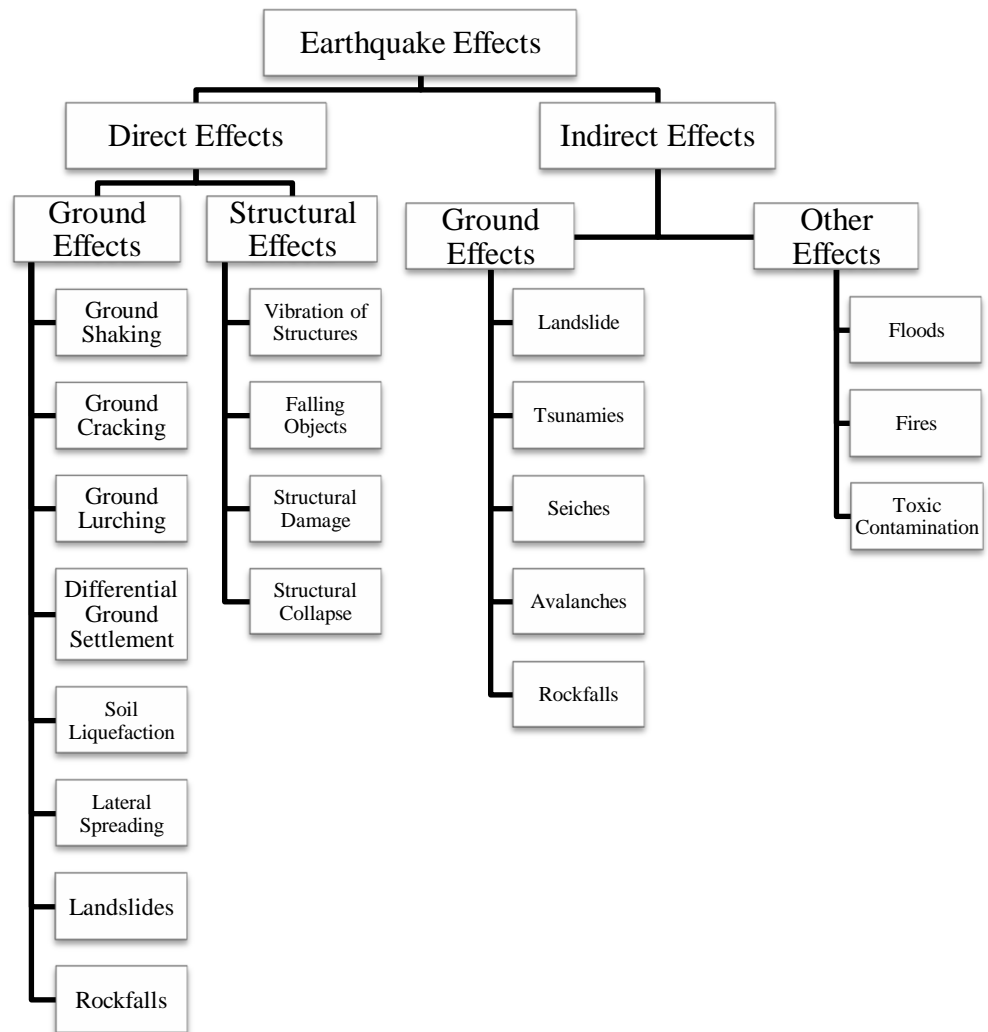 Earthquake Effects
Direct Effects
Indirect Effects
Ground
Effects
Structural
Effects
Ground
Effects
Other
Effects
Ground
Shaking
Ground
Cracking
Ground
Lurching
Differential
Ground
Settlement
Soil
Liquefaction
Lateral
Spreading
Landslides
Rockfalls
Vibration of
Structures
Falling
Objects
Structural
Damage
Structural
Collapse
Landslide
Tsunamies
Seiches
Avalanches
Rockfalls
Floods
Fires
Toxic
Contamination